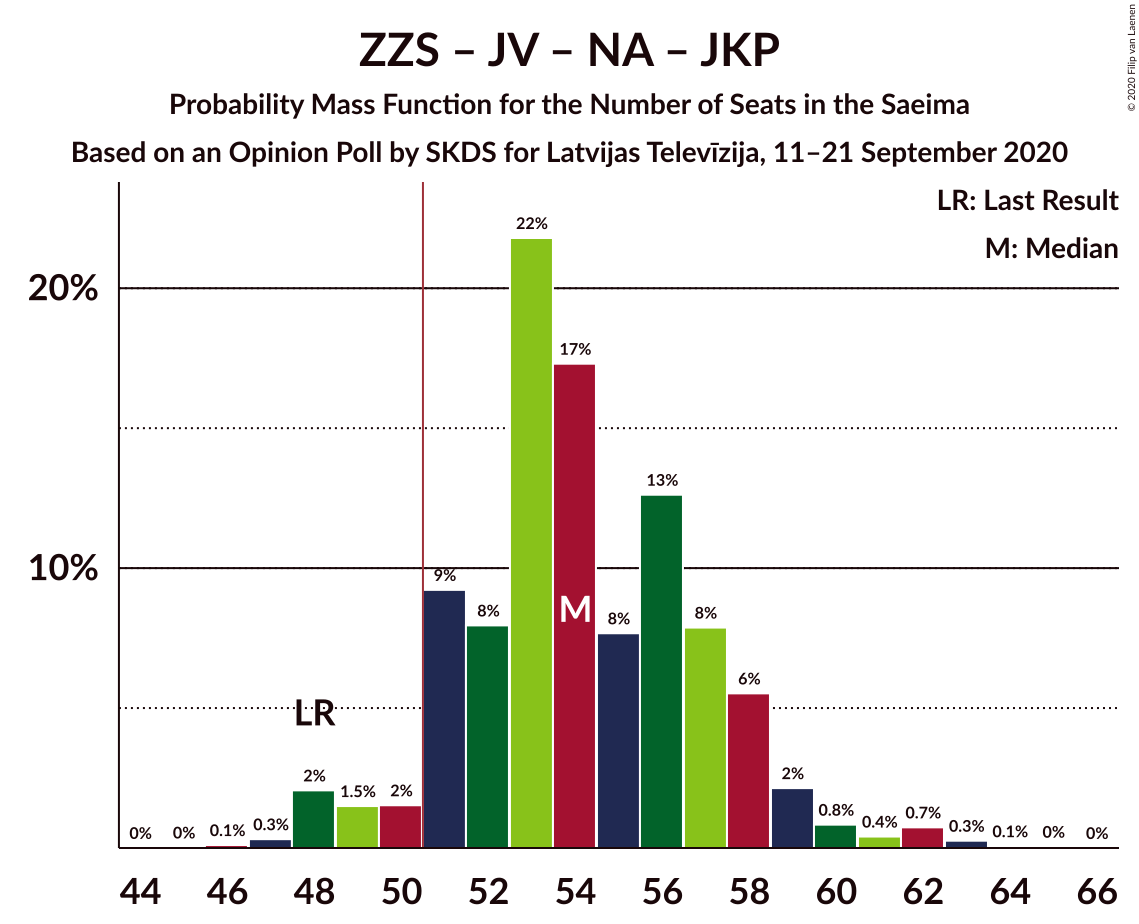 ZZS – JV – NA – JKP
Probability Mass Function for the Number of Seats in the Saeima
Based on an Opinion Poll by SKDS for Latvijas Televīzija, 11–21 September 2020
© 2020 Filip van Laenen
LR: Last Result
M: Median
20%
10%
0% 0% 0.1% 0.3% 2% 1.5% 2% 9% 8% 22% 17% 8% 13% 8% 6% 2% 0.8% 0.4% 0.7% 0.3% 0.1% 0% 0%
LR
M
44 46 48 50 52 54 56 58 60 62 64 66